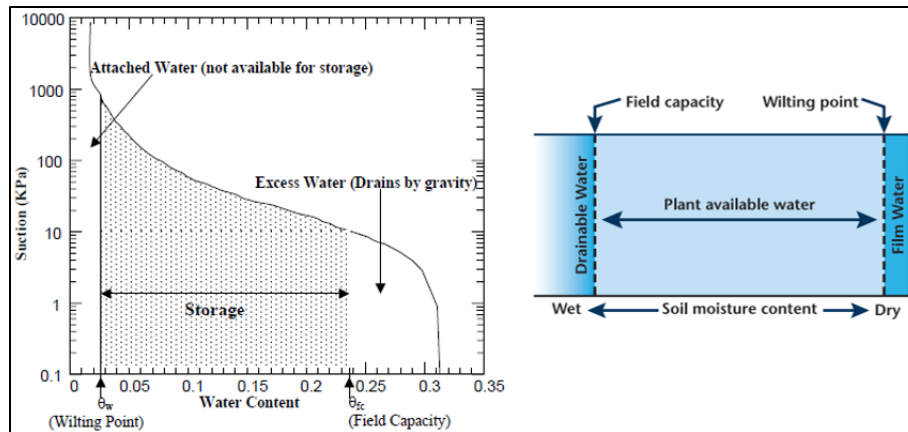 10000
Attached Water (not available for storage)
1000
100
Excess Water (Drains by gravity)
10
1
Storage
0.1
Suction (KPa)
0 0.05 0.1 0.15 0.2 0.25 0.3 0.35
θw Water Content θfc
(Wilting Point) (Field Capacity)
Field capacity Wilting point
Drainable Water
Plant available water
Film Water
Wet Soil moisture content Dry